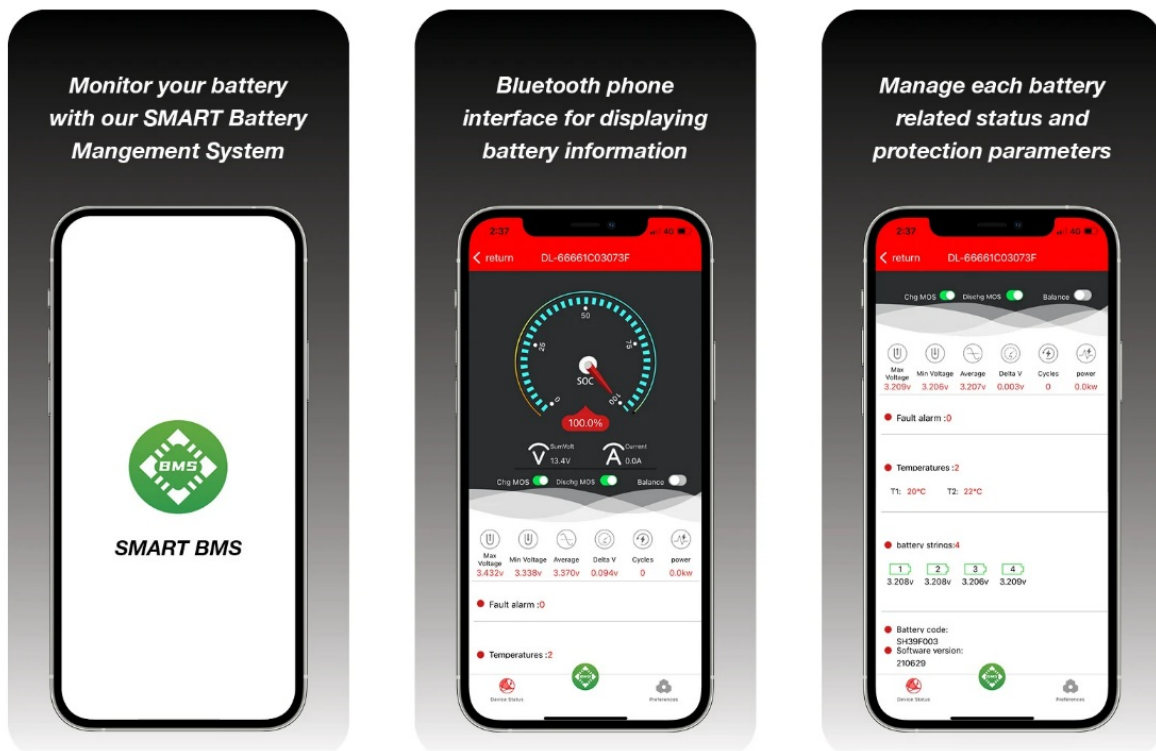 Monitor your battery
with our SMART Battery
Mangement System
BMS
SMART BMS
Bluetooth phone
interface for displaying
battery information
2:37
4G
return DL-66661C03073F
0 25 50 75 100
SOC
100.0%
V SumVolt 13.4V A Current 0.0A
Chg MOS Dischg MOS Balance
Max Voltage Min Voltage Average Delta V Cycles power
3.432v 3.338v 3.370v 0.094v 0 0.0kw
Fault alarm :0
Temperatures :2
Device Status Preferences
Manage each battery
related status and
protection parameters
2:37 4G
return DL-66661C03073F
Chg MOS Dischg MOS Balance
Max Voltage Min Voltage Average Delta V Cycles power
3.209v 3.206v 3.207v 0.003v 0 0.0kw
Fault alarm :0
Temperatures :2
T1: 20°C T2: 22°C
battery strings:4
1 2 3 4
3.208v 3.208v 3.206v 3.209v
Battery code:
SH39F003
Software version:
210629
Device Status Preferences